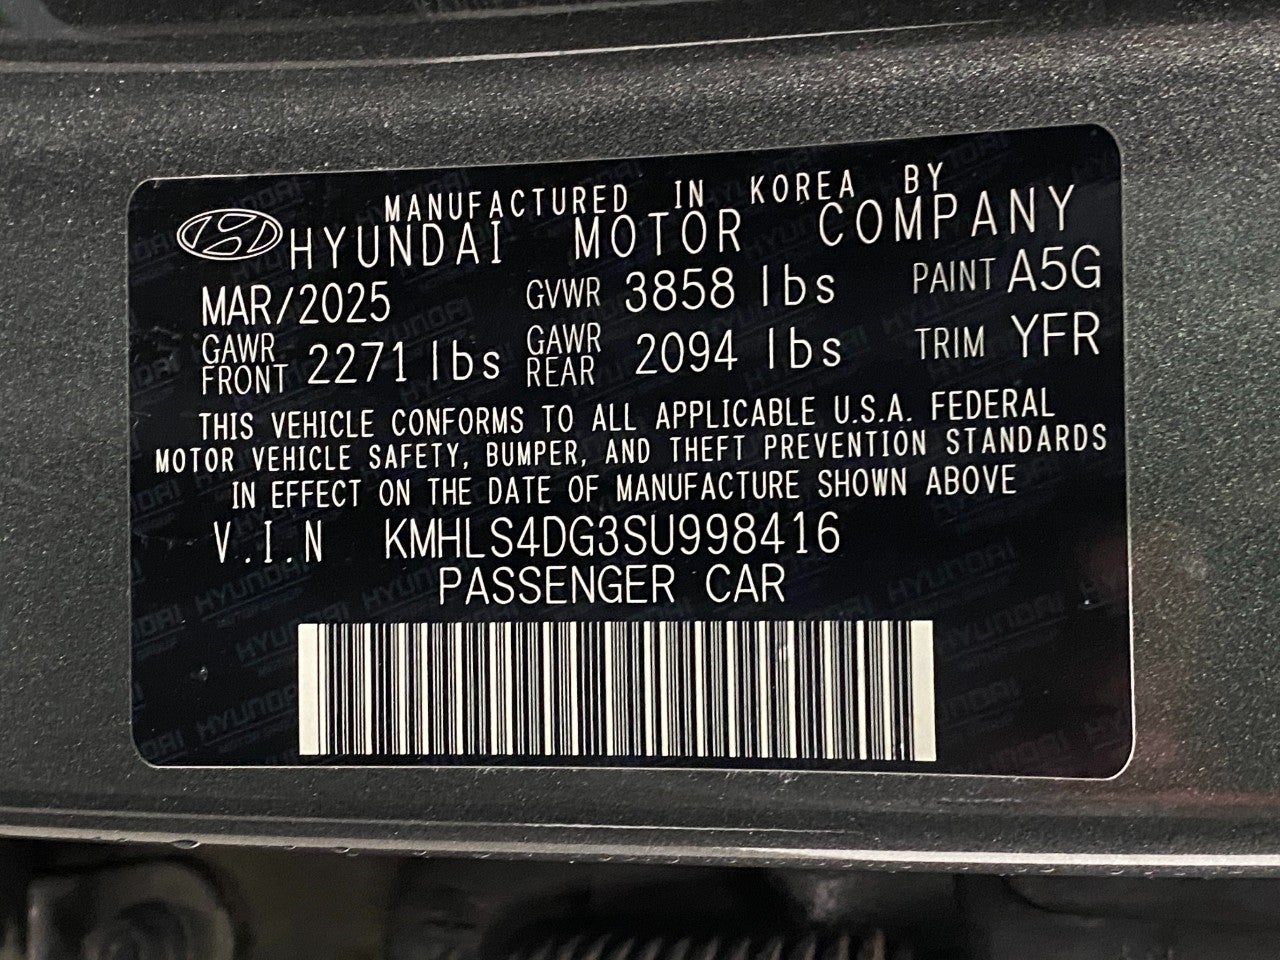 MANUFACTURED IN KOREA BY
HYUNDAI MOTOR COMPANY
MAR/2025 GVWR 3858 lbs PAINT A5G
GAWR FRONT 2271 lbs GAWR REAR 2094 lbs TRIM YFR
THIS VEHICLE CONFORMS TO ALL APPLICABLE U.S.A. FEDERAL
MOTOR VEHICLE SAFETY, BUMPER, AND THEFT PREVENTION STANDARDS
IN EFFECT ON THE DATE OF MANUFACTURE SHOWN ABOVE
V.I.N KMHLS4DG3SU998416
PASSENGER CAR